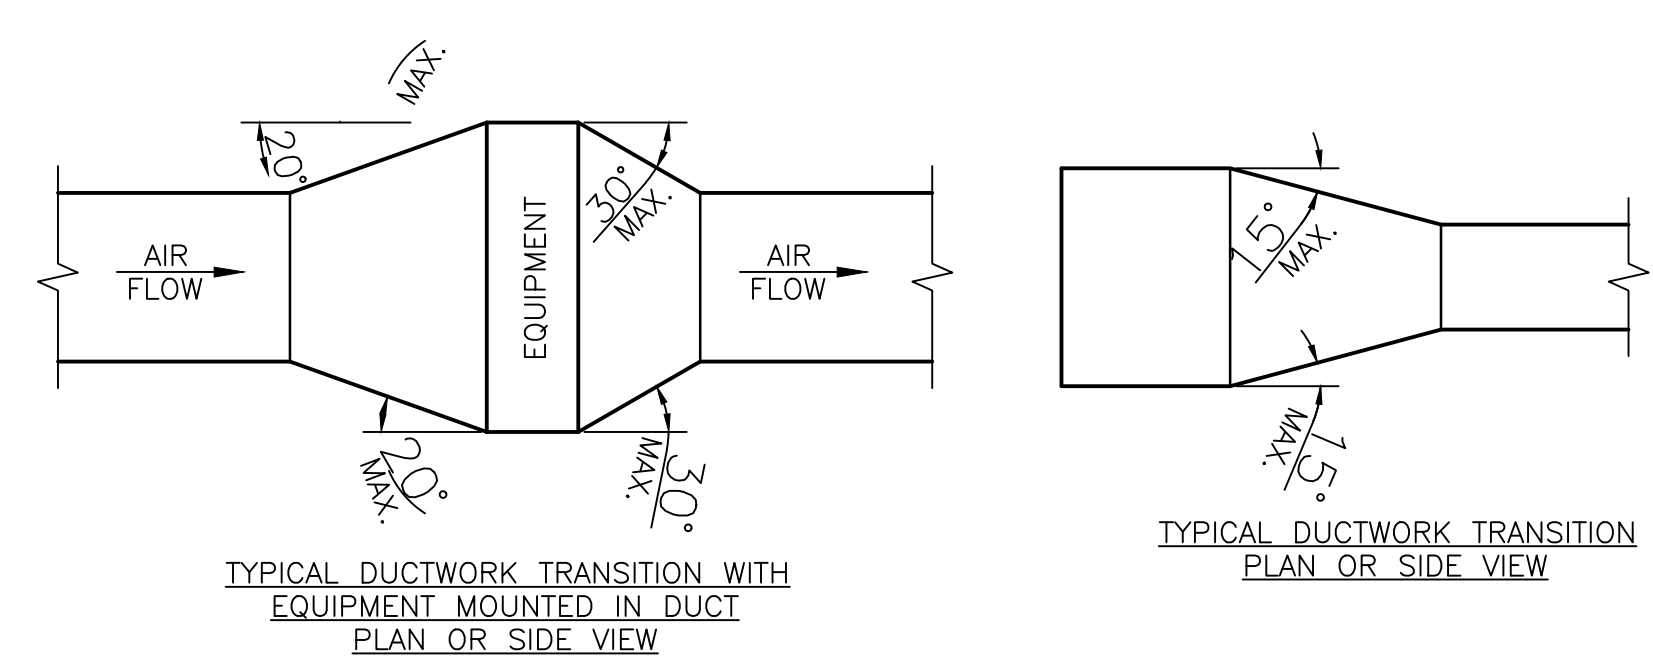 MAX.
20°
30°
MAX.
AIR
FLOW
EQUIPMENT
AIR
FLOW
20°
MAX.
30°
MAX.
TYPICAL DUCTWORK TRANSITION WITH
EQUIPMENT MOUNTED IN DUCT
PLAN OR SIDE VIEW
15°
MAX.
15°
MAX.
TYPICAL DUCTWORK TRANSITION
PLAN OR SIDE VIEW